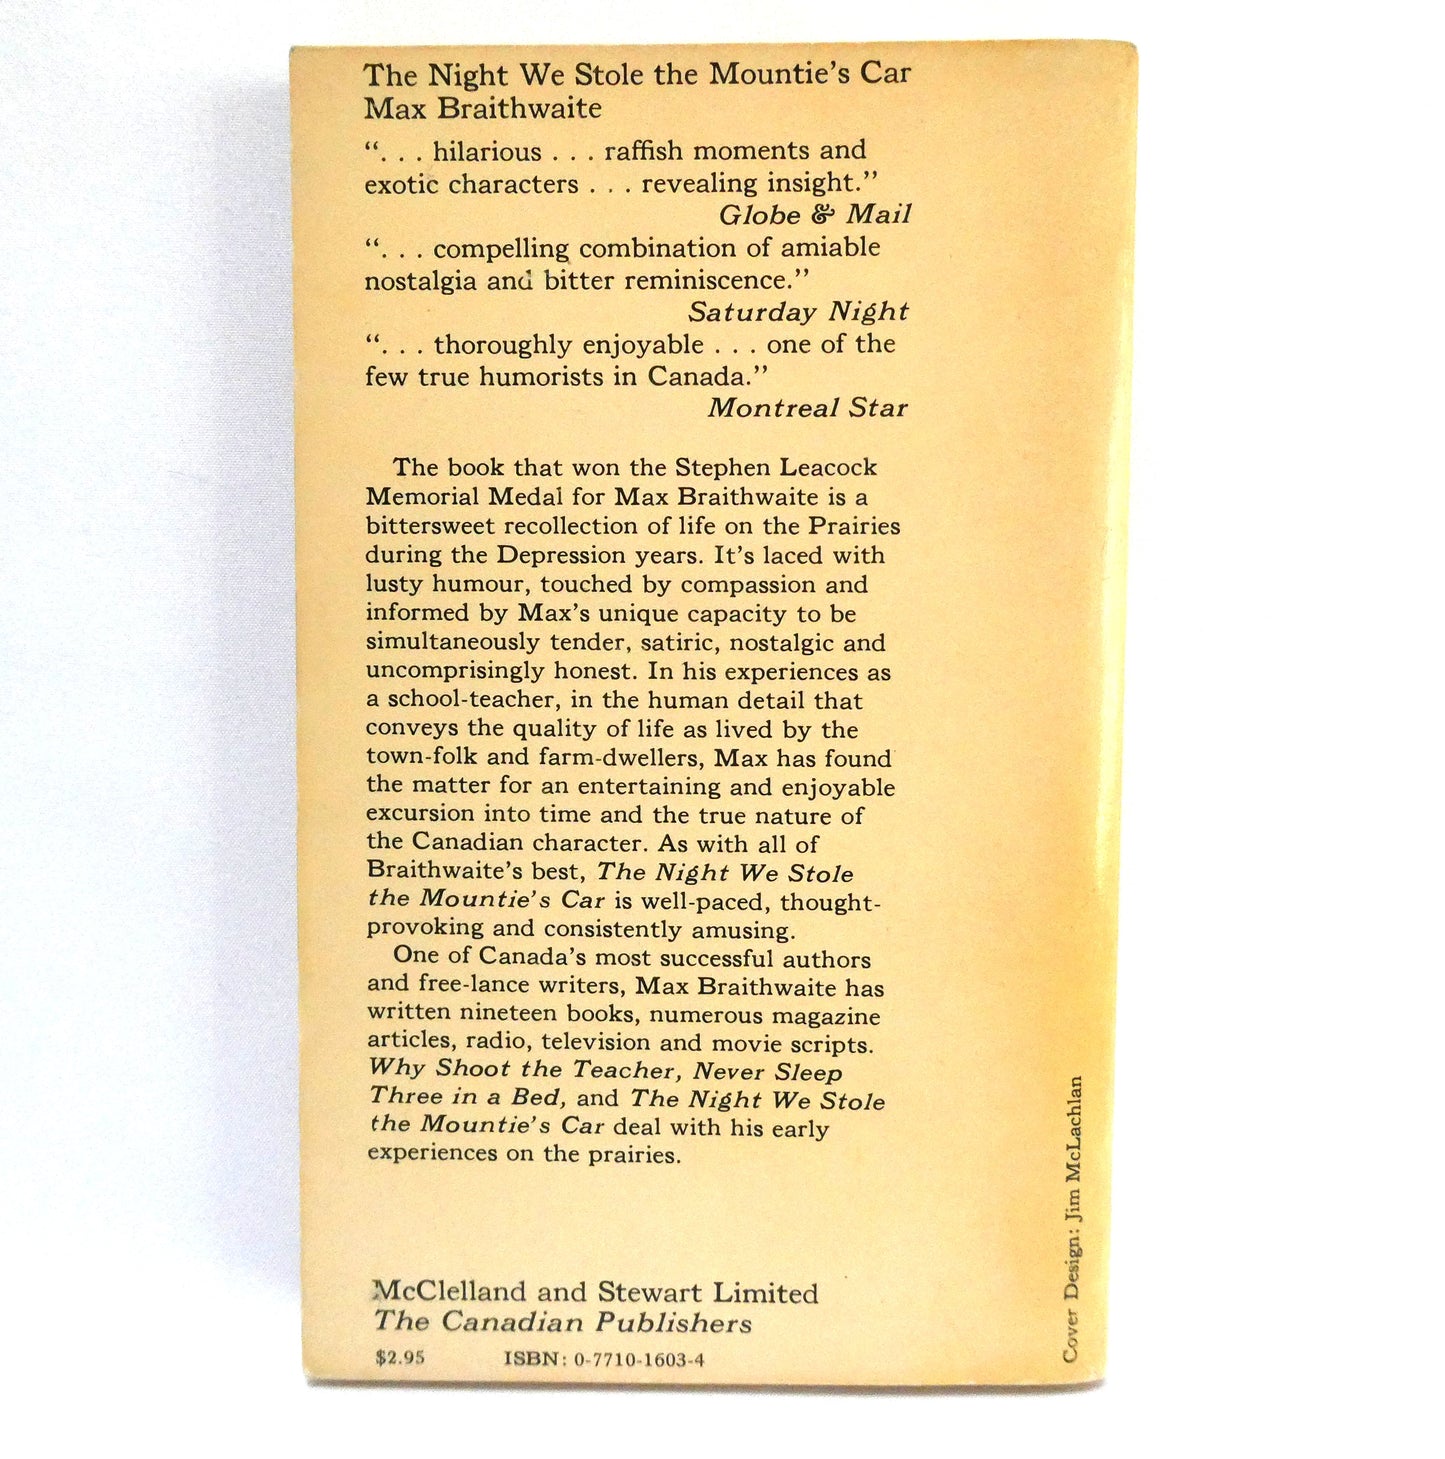 The Night We Stole the Mountie's Car
Max Braithwaite
“. . . hilarious . . . raffish moments and
exotic characters . . . revealing insight.”
Globe & Mail
“. . . compelling combination of amiable
nostalgia and bitter reminiscence.”
Saturday Night
“. . . thoroughly enjoyable . . . one of the
few true humorists in Canada.”
Montreal Star
The book that won the Stephen Leacock
Memorial Medal for Max Braithwaite is a
bittersweet recollection of life on the Prairies
during the Depression years. It's laced with
lusty humour, touched by compassion and
informed by Max's unique capacity to be
simultaneously tender, satiric, nostalgic and
uncomprisingly honest. In his experiences as
a school-teacher, in the human detail that
conveys the quality of life as lived by the
town-folk and farm-dwellers, Max has found
the matter for an entertaining and enjoyable
excursion into time and the true nature of
the Canadian character. As with all of
Braithwaite's best, The Night We Stole
the Mountie's Car is well-paced, thought-
provoking and consistently amusing.
One of Canada's most successful authors
and free-lance writers, Max Braithwaite has
written nineteen books, numerous magazine
articles, radio, television and movie scripts.
Why Shoot the Teacher, Never Sleep
Three in a Bed, and The Night We Stole
the Mountie's Car deal with his early
experiences on the prairies.
McClelland and Stewart Limited
The Canadian Publishers
$2.95 ISBN: 0-7710-1603-4
Cover Design: Jim McLachlan